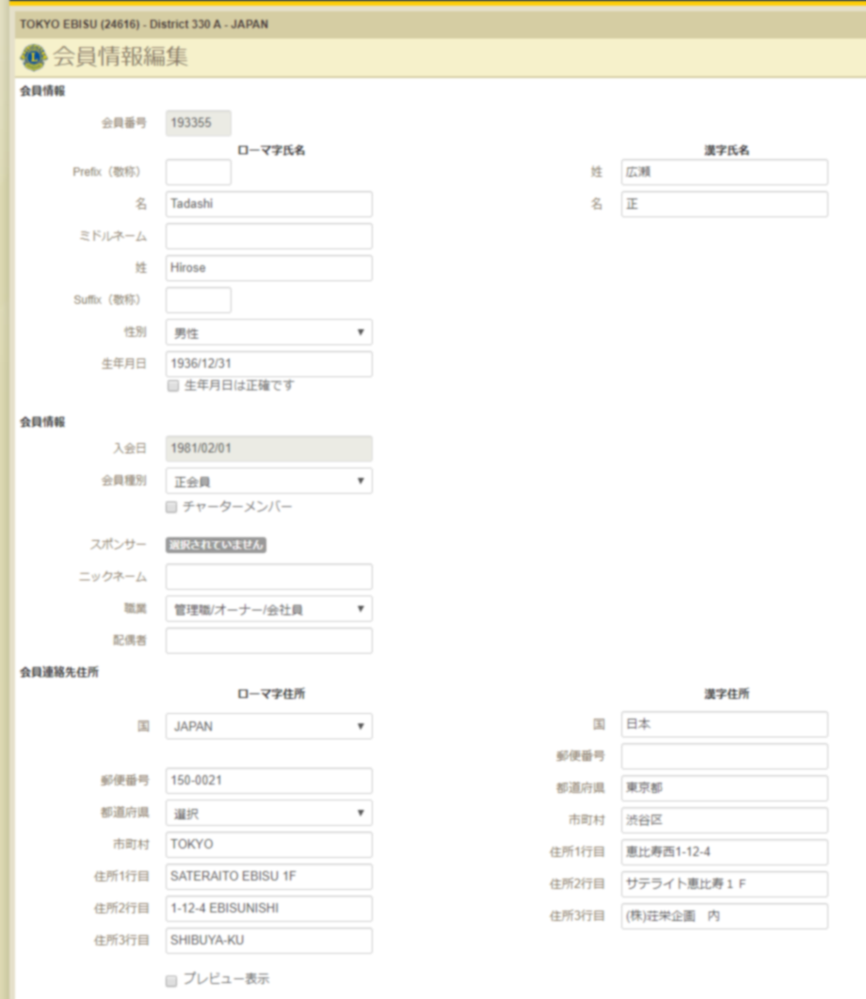 TOKYO EBISU (24616) - District 330 A - JAPAN
会員情報編集
会員情報
会員番号 193355
ローマ字氏名 漢字氏名
Prefix（敬称） 姓 広瀬
名 Tadashi 名 正
ミドルネーム
姓 Hirose
Suffix（敬称）
性別 男性
生年月日 1936/12/31
生年月日は正確です
会員情報
入会日 1981/02/01
会員種別 正会員
チャーターメンバー
スポンサー 選択されていません
ニックネーム
職業 管理職/オーナー/会社員
配偶者
会員連絡先住所
ローマ字住所 漢字住所
国 JAPAN 国 日本
郵便番号
郵便番号 150-0021 都道府県 東京都
都道府県 選択 市町村 渋谷区
市町村 TOKYO 住所1行目 恵比寿西1-12-4
住所1行目 SATERAITO EBISU 1F 住所2行目 サテライト恵比寿１Ｆ
住所2行目 1-12-4 EBISUNISHI 住所3行目 (株)荘栄企画　内
住所3行目 SHIBUYA-KU
プレビュー表示